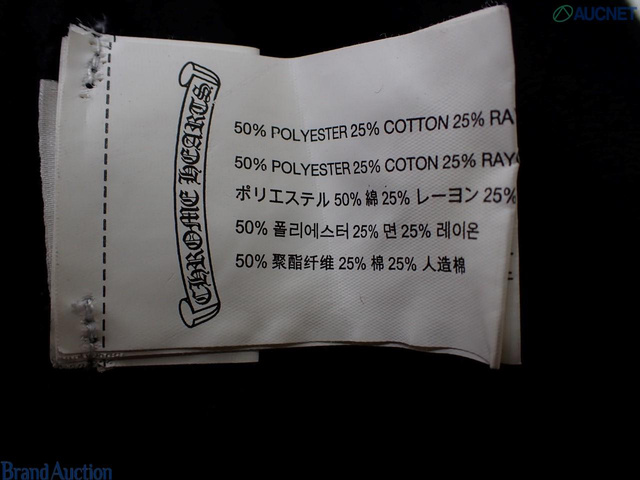 AUCNET
CHROME HEARTS
50% POLYESTER 25% COTTON 25% RA
50% POLYESTER 25% COTON 25% RAY
ポリエステル 50% 綿 25% レーヨン 25%
50% 폴리에스터 25% 면 25% 레이온
50% 聚酯纤维 25% 棉 25% 人造棉
Brand Auction